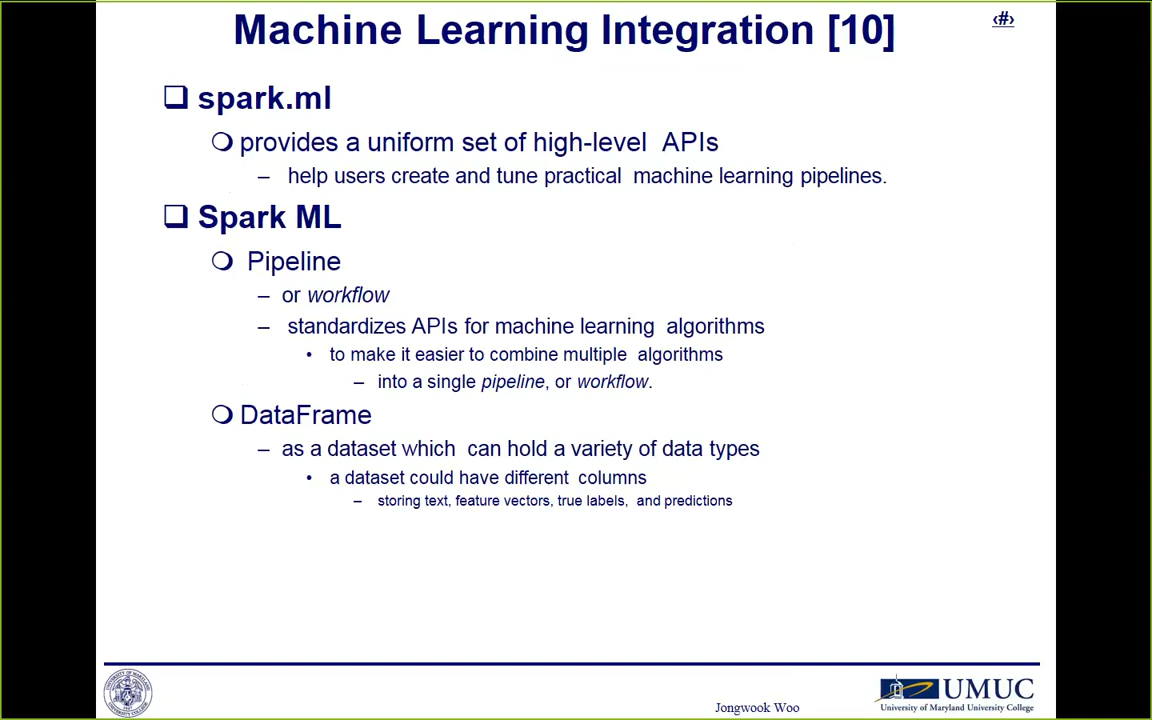 Machine Learning Integration [10]
‹#›
❑ spark.ml
❍ provides a uniform set of high-level APIs
– help users create and tune practical machine learning pipelines.
❑ Spark ML
❍ Pipeline
– or workflow
– standardizes APIs for machine learning algorithms
• to make it easier to combine multiple algorithms
– into a single pipeline, or workflow.
❍ DataFrame
– as a dataset which can hold a variety of data types
• a dataset could have different columns
– storing text, feature vectors, true labels, and predictions
Jongwook Woo
UMUC
University of Maryland University College